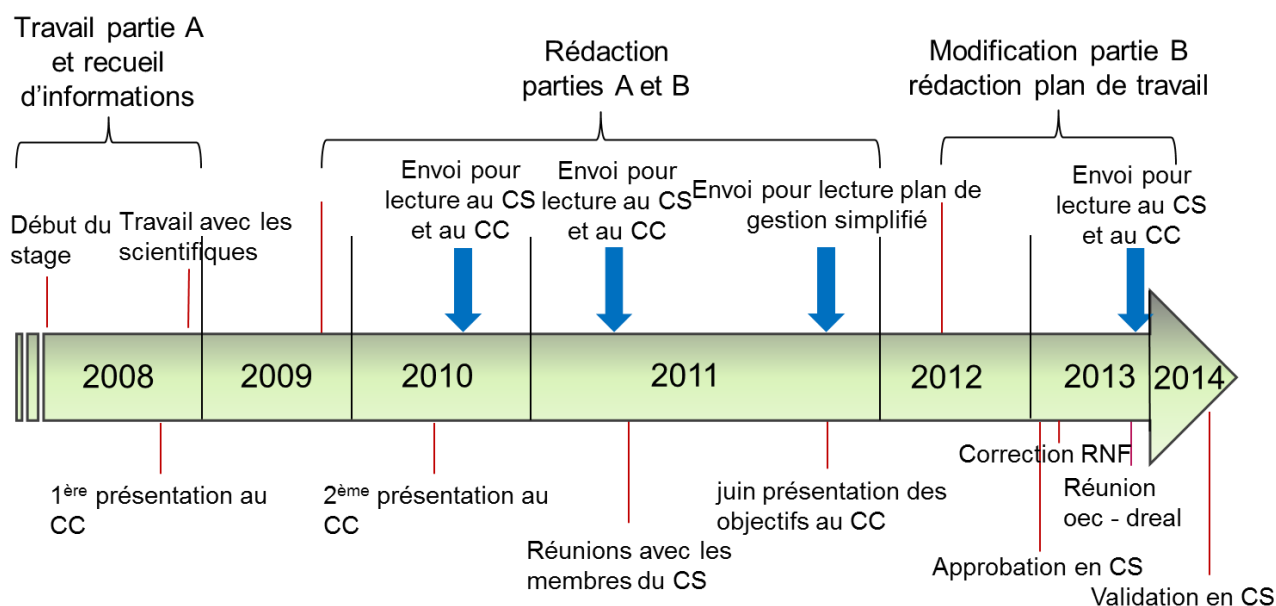 Travail partie A
et recueil
d'informations
Rédaction
parties A et B
Modification partie B
rédaction plan de travail
Début du
stage
Travail avec les
scientifiques
Envoi pour
lecture au CS
et au CC
Envoi pour
lecture au CS
et au CC
Envoi pour lecture plan de
gestion simplifié
Envoi pour
lecture au CS
et au CC
2008
2009
2010
2011
2012
2013
2014
1ère présentation au
CC
2ème présentation au
CC
Réunions avec les
membres du CS
juin présentation des
objectifs au CC
Correction RNF
Réunion
oec - dreal
Approbation en CS
Validation en CS